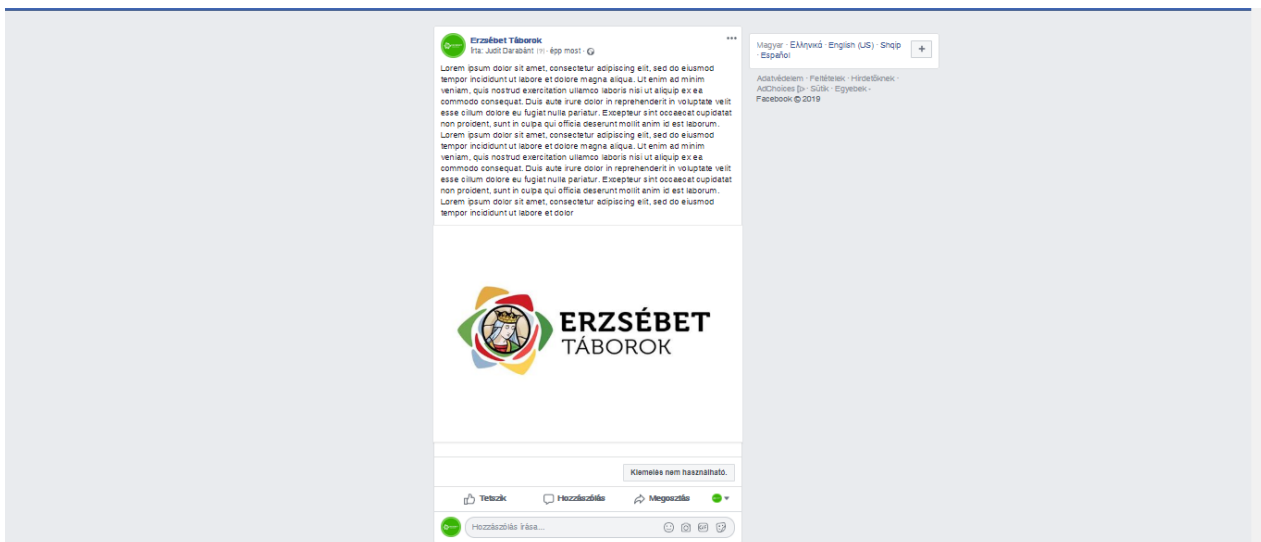 Erzsébet Táborok
Írta: Judit Darabánt [?] · épp most ·
Lorem ipsum dolor sit amet, consectetur adipiscing elit, sed do eiusmod
tempor incididunt ut labore et dolore magna aliqua. Ut enim ad minim
veniam, quis nostrud exercitation ullamco laboris nisi ut aliquip ex ea
commodo consequat. Duis aute irure dolor in reprehenderit in voluptate velit
esse cillum dolore eu fugiat nulla pariatur. Excepteur sint occaecat cupidatat
non proident, sunt in culpa qui officia deserunt mollit anim id est laborum.
Lorem ipsum dolor sit amet, consectetur adipiscing elit, sed do eiusmod
tempor incididunt ut labore et dolore magna aliqua. Ut enim ad minim
veniam, quis nostrud exercitation ullamco laboris nisi ut aliquip ex ea
commodo consequat. Duis aute irure dolor in reprehenderit in voluptate velit
esse cillum dolore eu fugiat nulla pariatur. Excepteur sint occaecat cupidatat
non proident, sunt in culpa qui officia deserunt mollit anim id est laborum.
Lorem ipsum dolor sit amet, consectetur adipiscing elit, sed do eiusmod
tempor incididunt ut labore et dolor
ERZSÉBET
TÁBOROK
Kiemelés nem használható.
Tetszik Hozzászólás Megosztás
Hozzászólás írása...
GIF
Magyar · Ελληνικά · English (US) · Shqip
· Español
+
Adatvédelem · Feltételek · Hirdetőknek ·
AdChoices · Sütik · Egyebek
Facebook © 2019